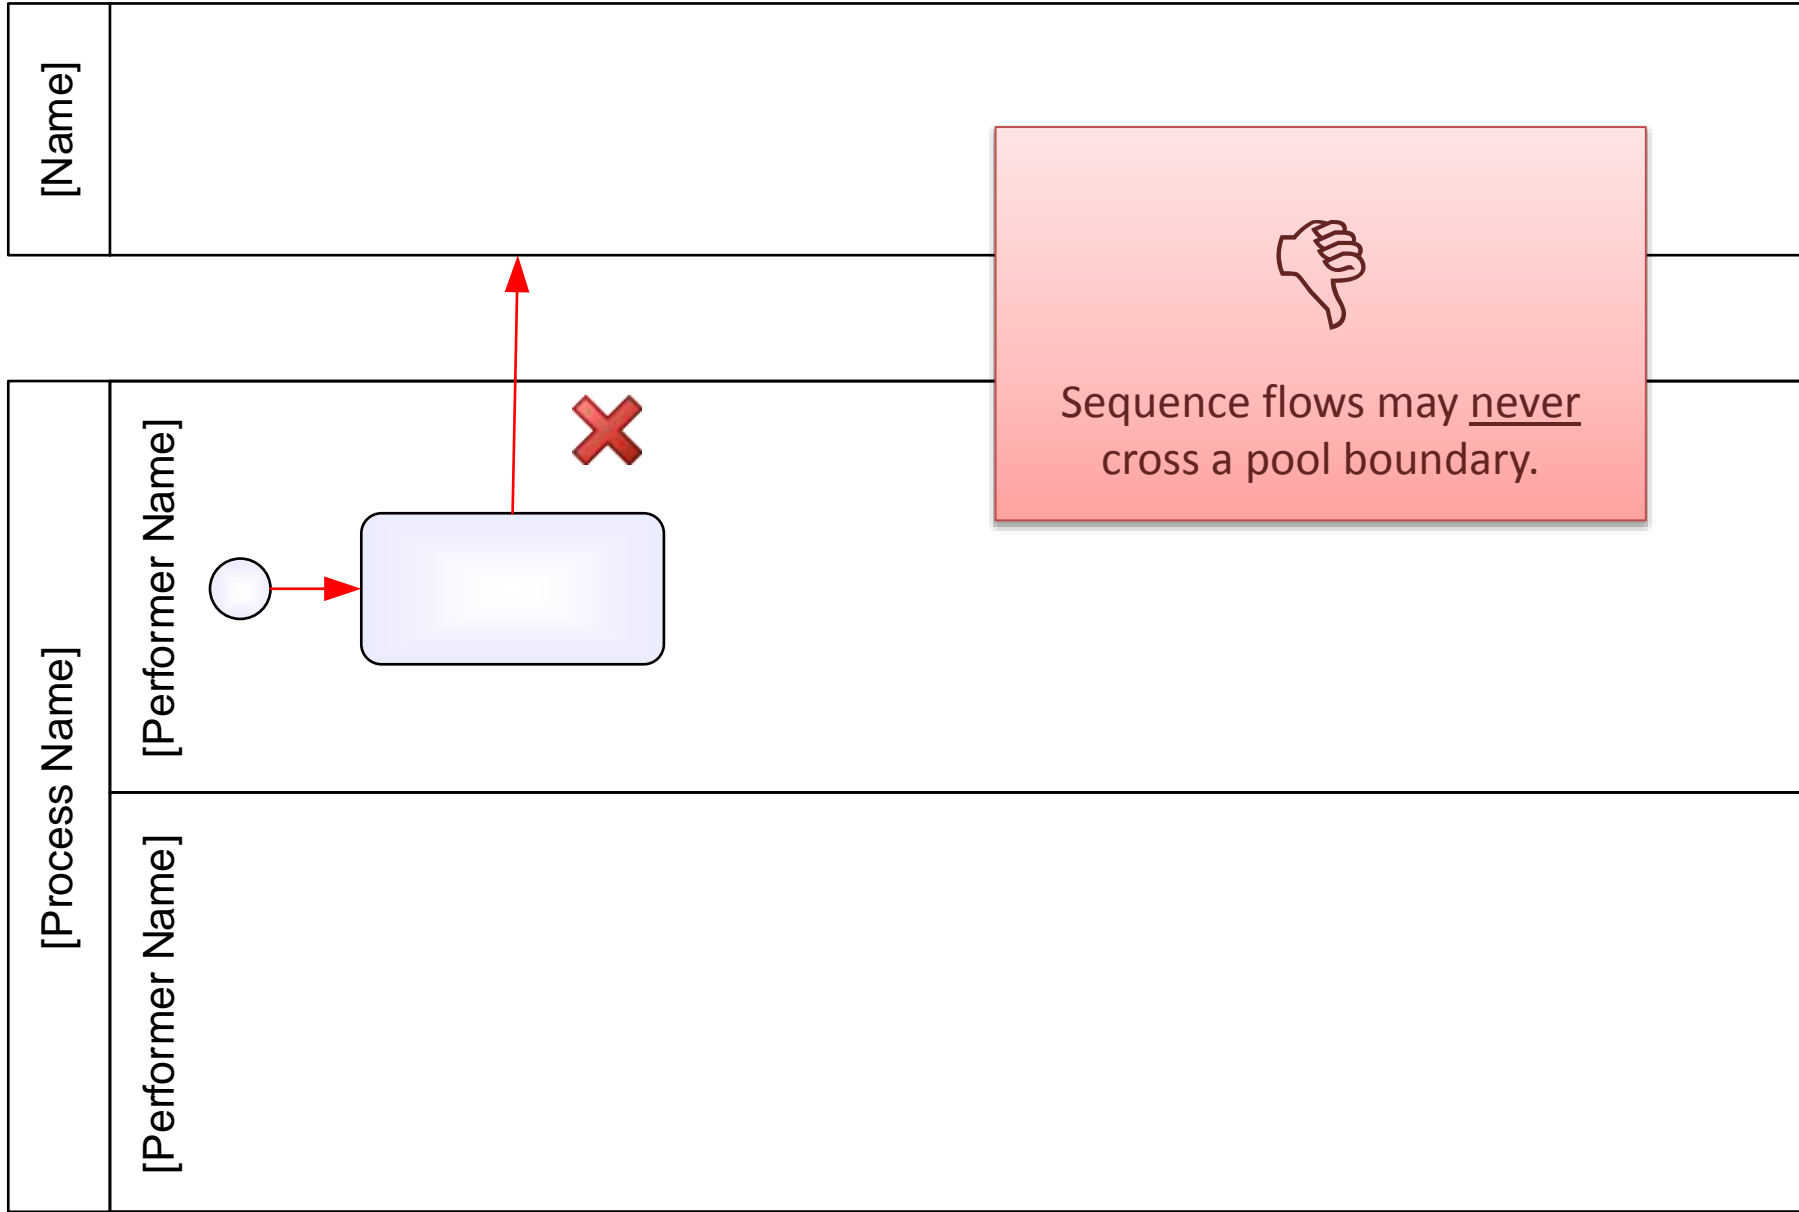 [Name]
Sequence flows may never
cross a pool boundary.
[Process Name]
[Performer Name]
[Performer Name]